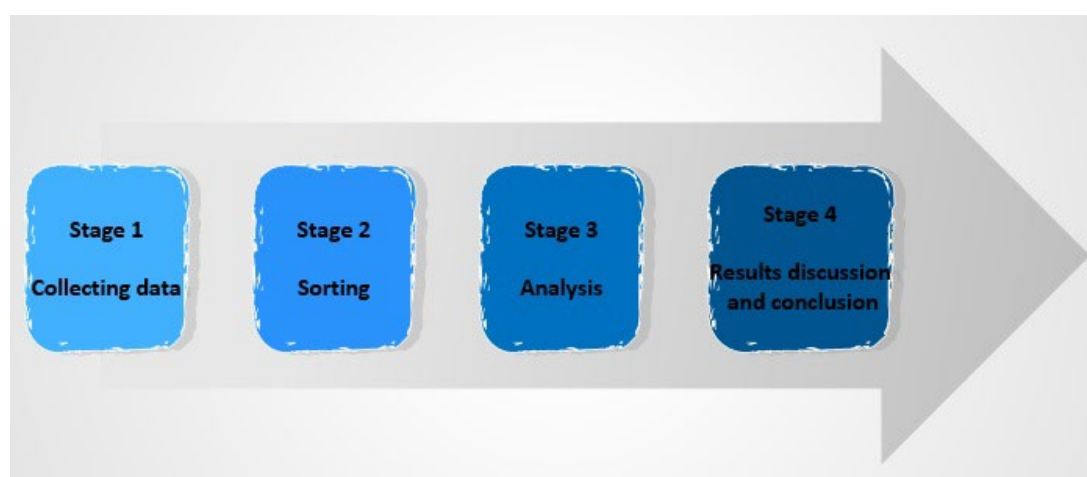 Stage 1
Collecting data
Stage 2
Sorting
Stage 3
Analysis
Stage 4
Results discussion
and conclusion